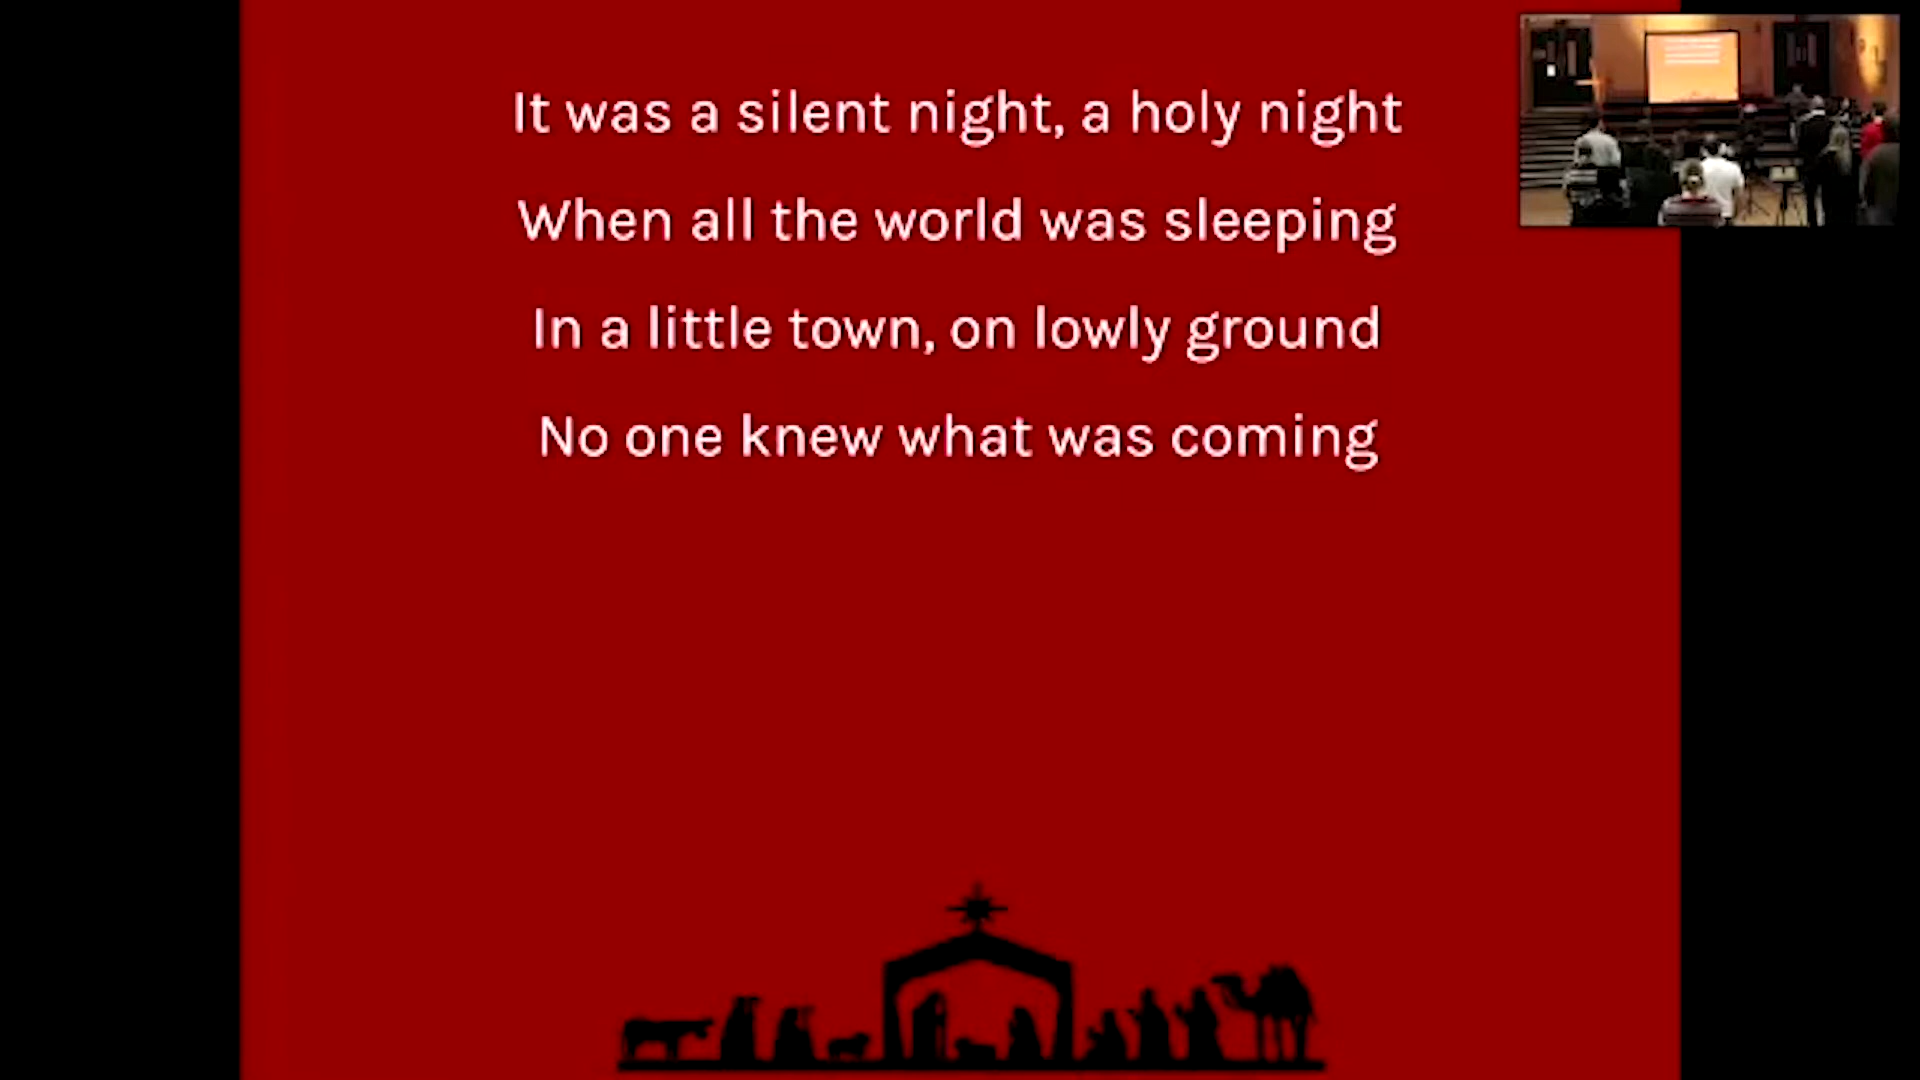 It was a silent night, a holy night
When all the world was sleeping
In a little town, on lowly ground
No one knew what was coming